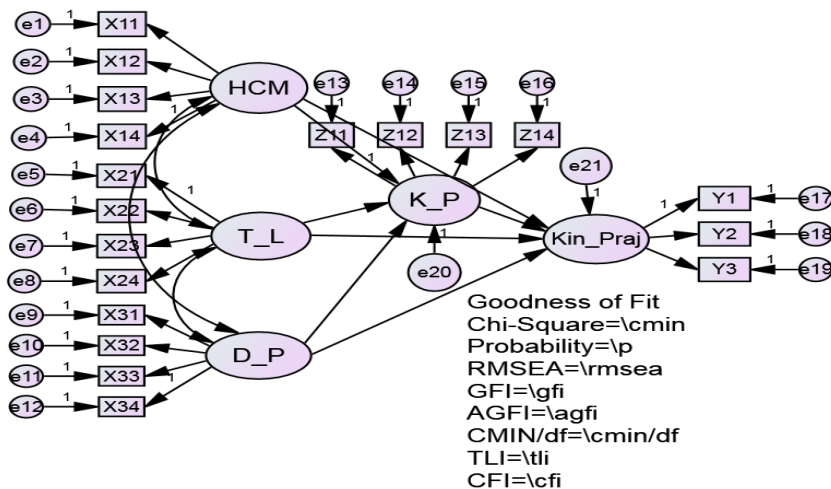 e1 1 X11
e2 1 X12
e3 1 X13
e4 1 X14 1
HCM
e13 e14 e15 e16
1 1 1 1
Z11 Z12 Z13 Z14
1
K_P
1
e20
e5 1 X21 1
e6 1 X22
e7 1 X23
e8 1 X24
T_L
e9 1 X31
e10 1 X32
e11 1 X33
e12 1 X34 1
D_P
e21
1
Kin_Praj
1 Y1 1 e17
Y2 1 e18
Y3 1 e19
Goodness of Fit
Chi-Square=\cmin
Probability=\p
RMSEA=\rmsea
GFI=\gfi
AGFI=\agfi
CMIN/df=\cmin/df
TLI=\tli
CFI=\cfi